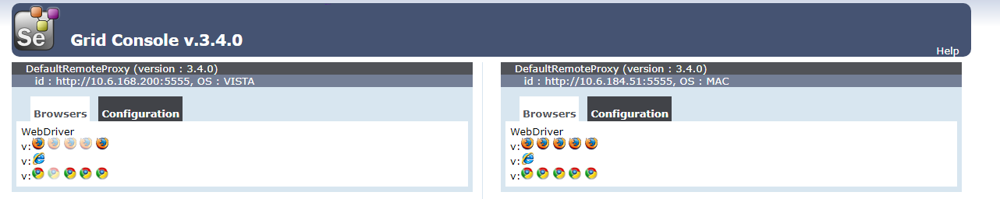 Se
Grid Console v.3.4.0
Help
DefaultRemoteProxy (version : 3.4.0)
id : http://10.6.168.200:5555, OS : VISTA
Browsers Configuration
WebDriver
v:
v:
v:
DefaultRemoteProxy (version : 3.4.0)
id : http://10.6.184.51:5555, OS : MAC
Browsers Configuration
WebDriver
v:
v:
v: